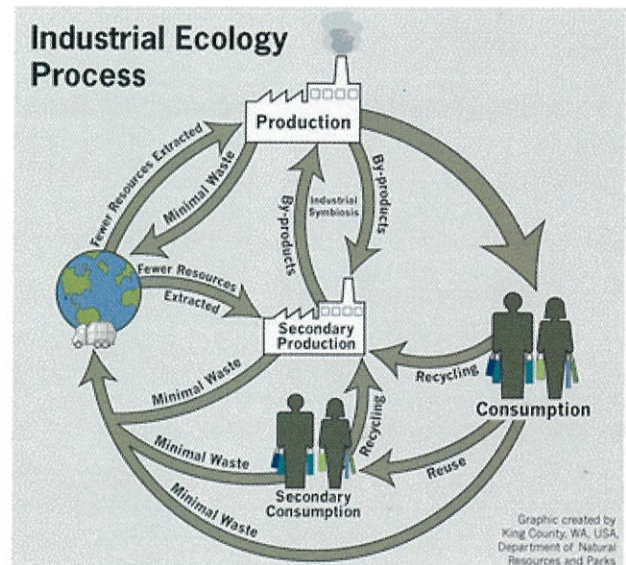 Industrial Ecology
Process
Production
Fewer Resources Extracted
Minimal Waste
By-products
Industrial
Symbiosis
By-products
Fewer Resources
Extracted
Secondary
Production
Recycling
Consumption
Minimal Waste
Recycling
Reuse
Minimal Waste
Secondary
Consumption
Minimal Waste
Graphic created by
King County, WA, USA,
Department of Natural
Resources and Parks